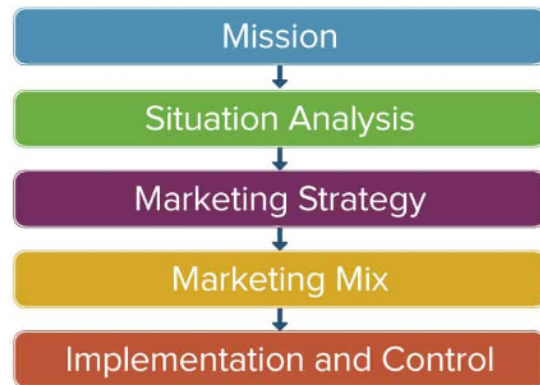 Mission
Situation Analysis
Marketing Strategy
Marketing Mix
Implementation and Control